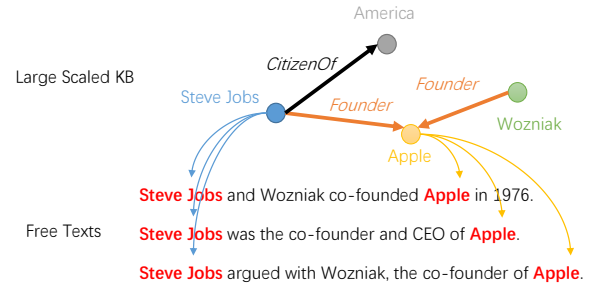 America
Large Scaled KB
CitizenOf
Steve Jobs
Founder
Founder
Wozniak
Apple
Steve Jobs and Wozniak co-founded Apple in 1976.
Free Texts
Steve Jobs was the co-founder and CEO of Apple.
Steve Jobs argued with Wozniak, the co-founder of Apple.